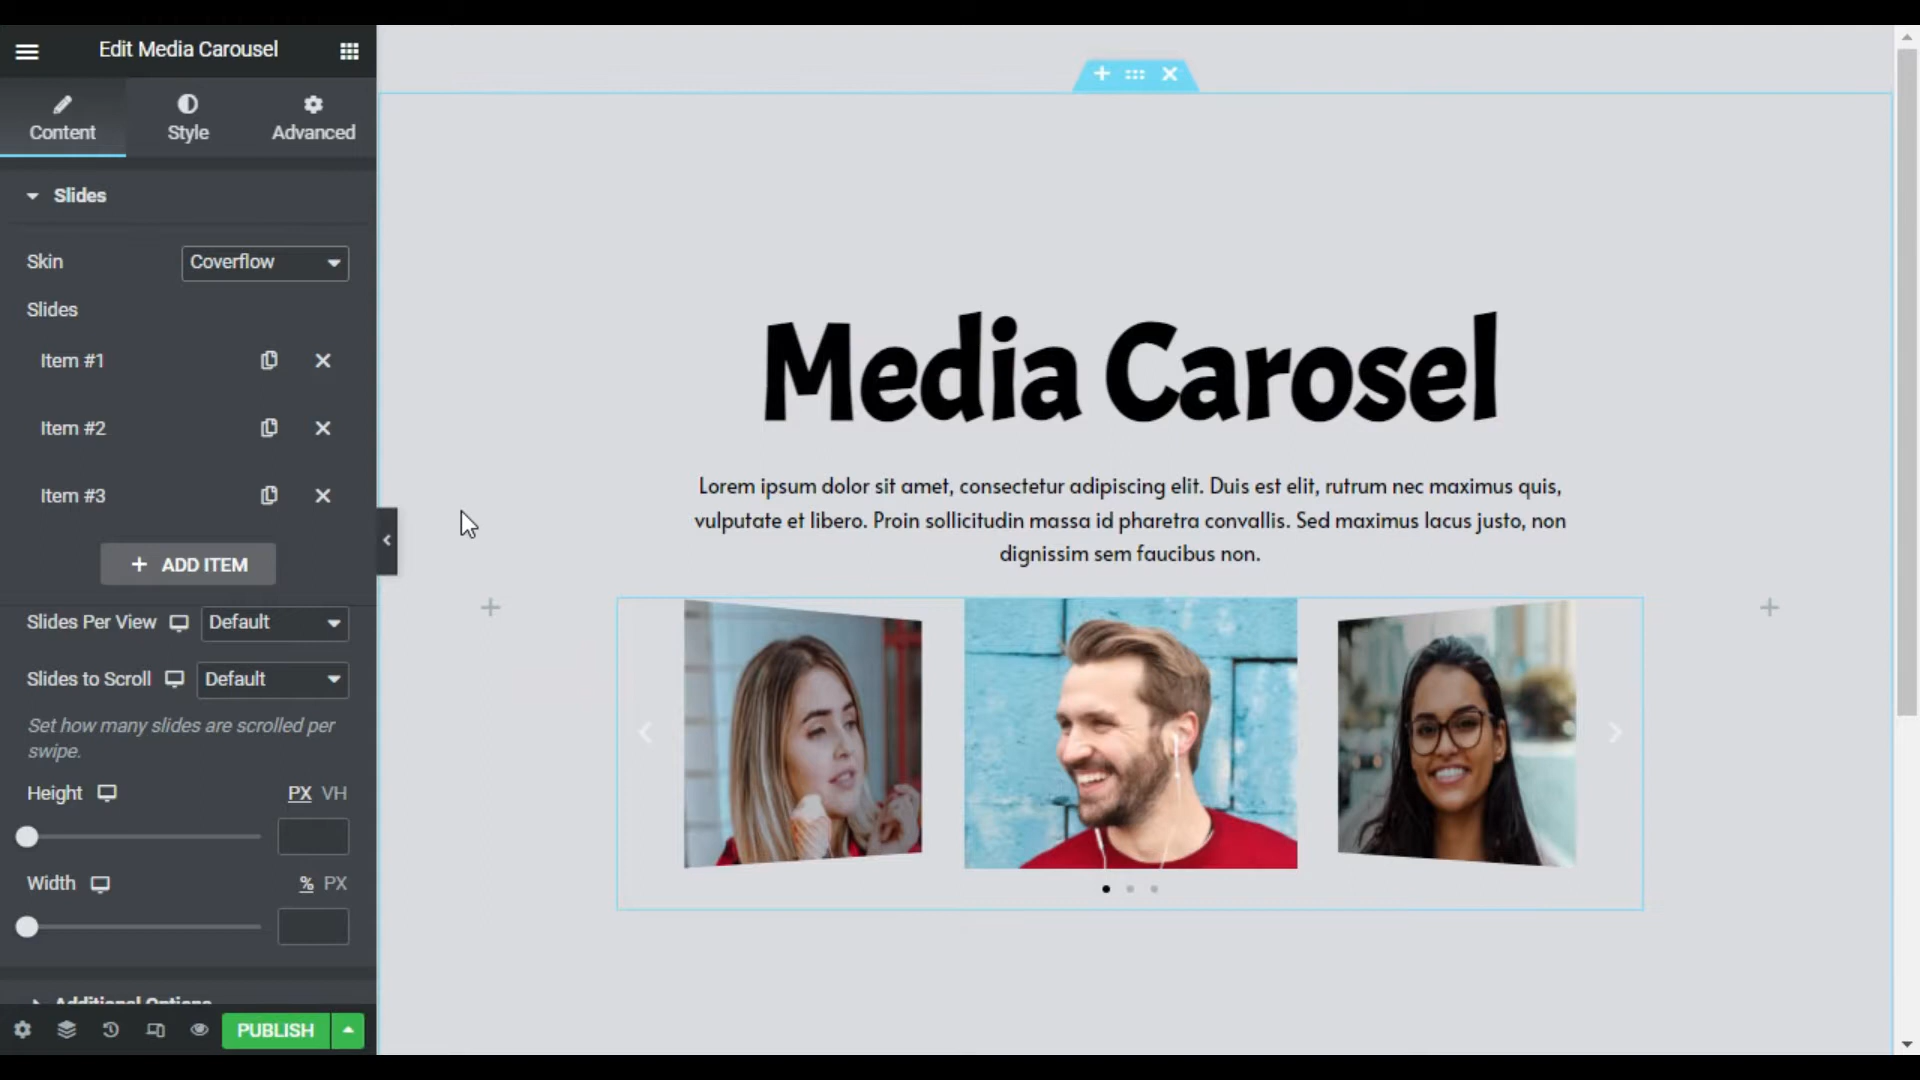 Edit Media Carousel
Content
Style
Advanced
Slides
Skin
Coverflow
Slides
Item #1
Item #2
Item #3
+ ADD ITEM
Slides Per View
Default
Slides to Scroll
Default
Set how many slides are scrolled per
swipe.
Height
PX VH
Width
% PX
Additional Options
PUBLISH
Media Carosel
Lorem ipsum dolor sit amet, consectetur adipiscing elit. Duis est elit, rutrum nec maximus quis,
vulputate et libero. Proin sollicitudin massa id pharetra convallis. Sed maximus lacus justo, non
dignissim sem faucibus non.